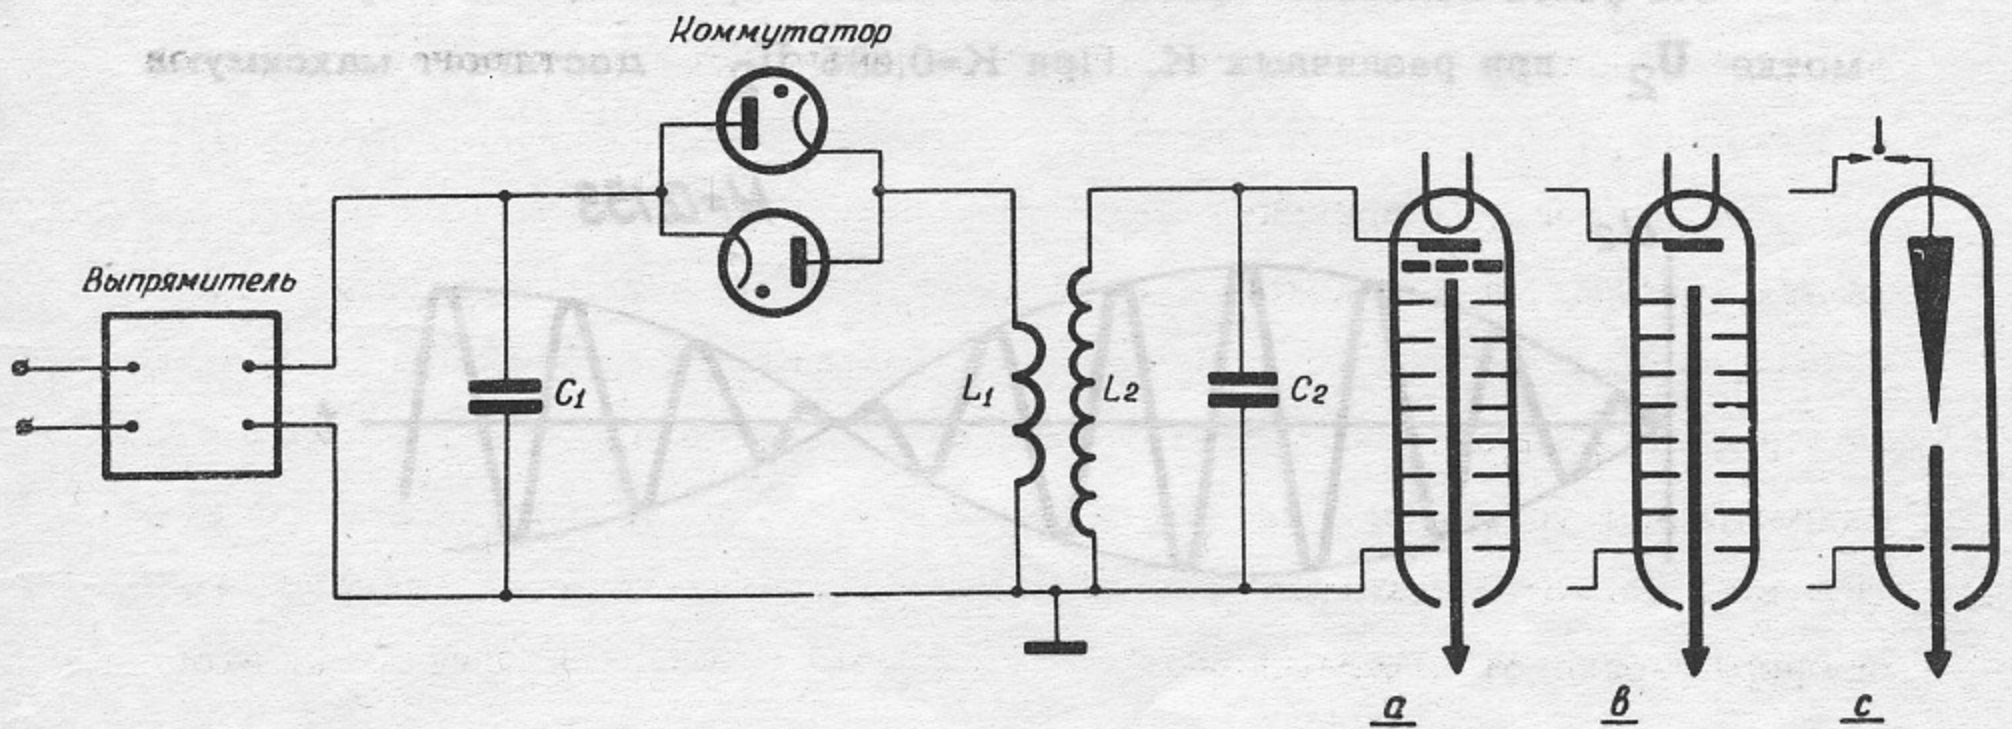 Коммутатор
Выпрямитель
C1
L1
L2
C2
a
в
c